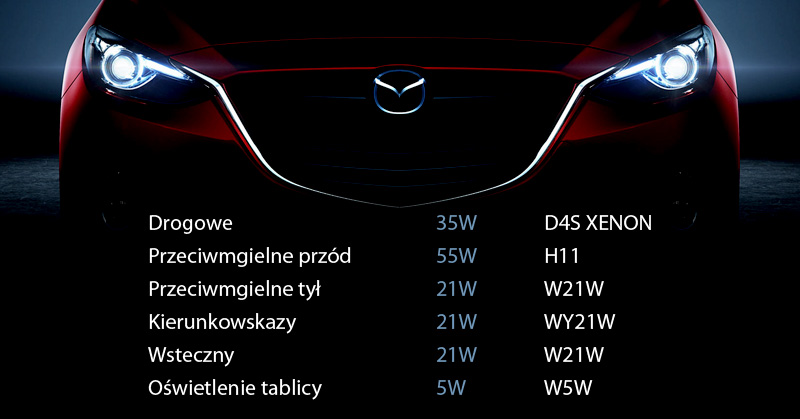 Drogowe 35W D4S XENON
Przeciwmgielne przód 55W H11
Przeciwmgielne tył 21W W21W
Kierunkowskazy 21W WY21W
Wsteczny 21W W21W
Oświetlenie tablicy 5W W5W